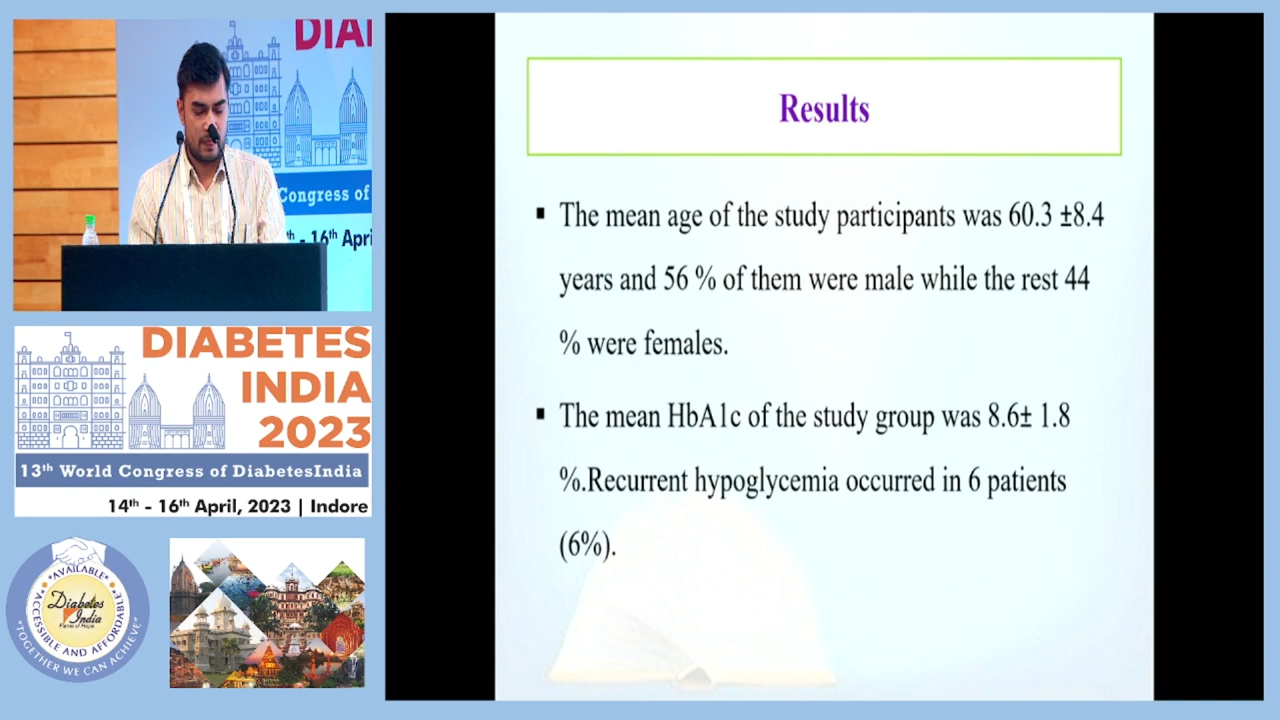 DIA
Congress of
th - 16th Apri
DIABETES
INDIA
2023
13th World Congress of DiabetesIndia
14th - 16th April, 2023 | Indore
"AVAILABLE"
"ACCESSIBLE AND AFFORDABLE"
"TOGETHER WE CAN ACHIEVE"
Diabetes
India
Results
▪ The mean age of the study participants was 60.3 ±8.4
years and 56 % of them were male while the rest 44
% were females.
▪ The mean HbA1c of the study group was 8.6± 1.8
%.Recurrent hypoglycemia occurred in 6 patients
(6%).